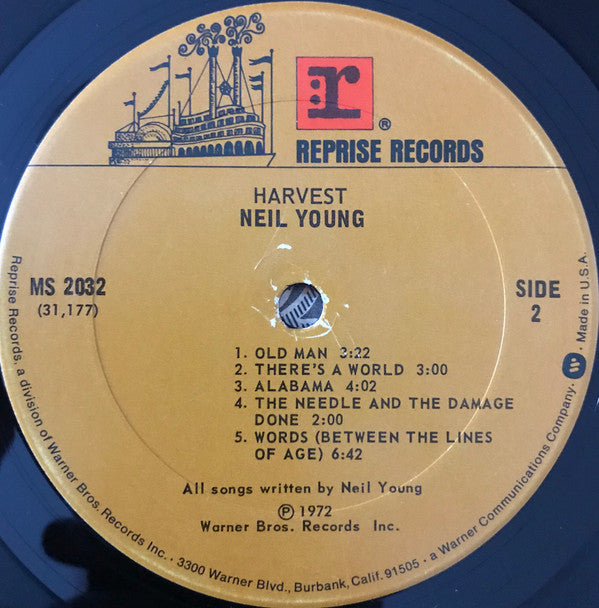 r
®
REPRISE RECORDS
HARVEST
NEIL YOUNG
MS 2032
(31,177)
SIDE
2
1. OLD MAN 3:22
2. THERE'S A WORLD 3:00
3. ALABAMA 4:02
4. THE NEEDLE AND THE DAMAGE
DONE 2:00
5. WORDS (BETWEEN THE LINES
OF AGE) 6:42
All songs written by Neil Young
Ⓟ 1972
Warner Bros. Records Inc.
Reprise Records, a division of Warner Bros. Records Inc. · 3300 Warner Blvd., Burbank, Calif. 91505 · a Warner Communications Company. W · Made in U.S.A.